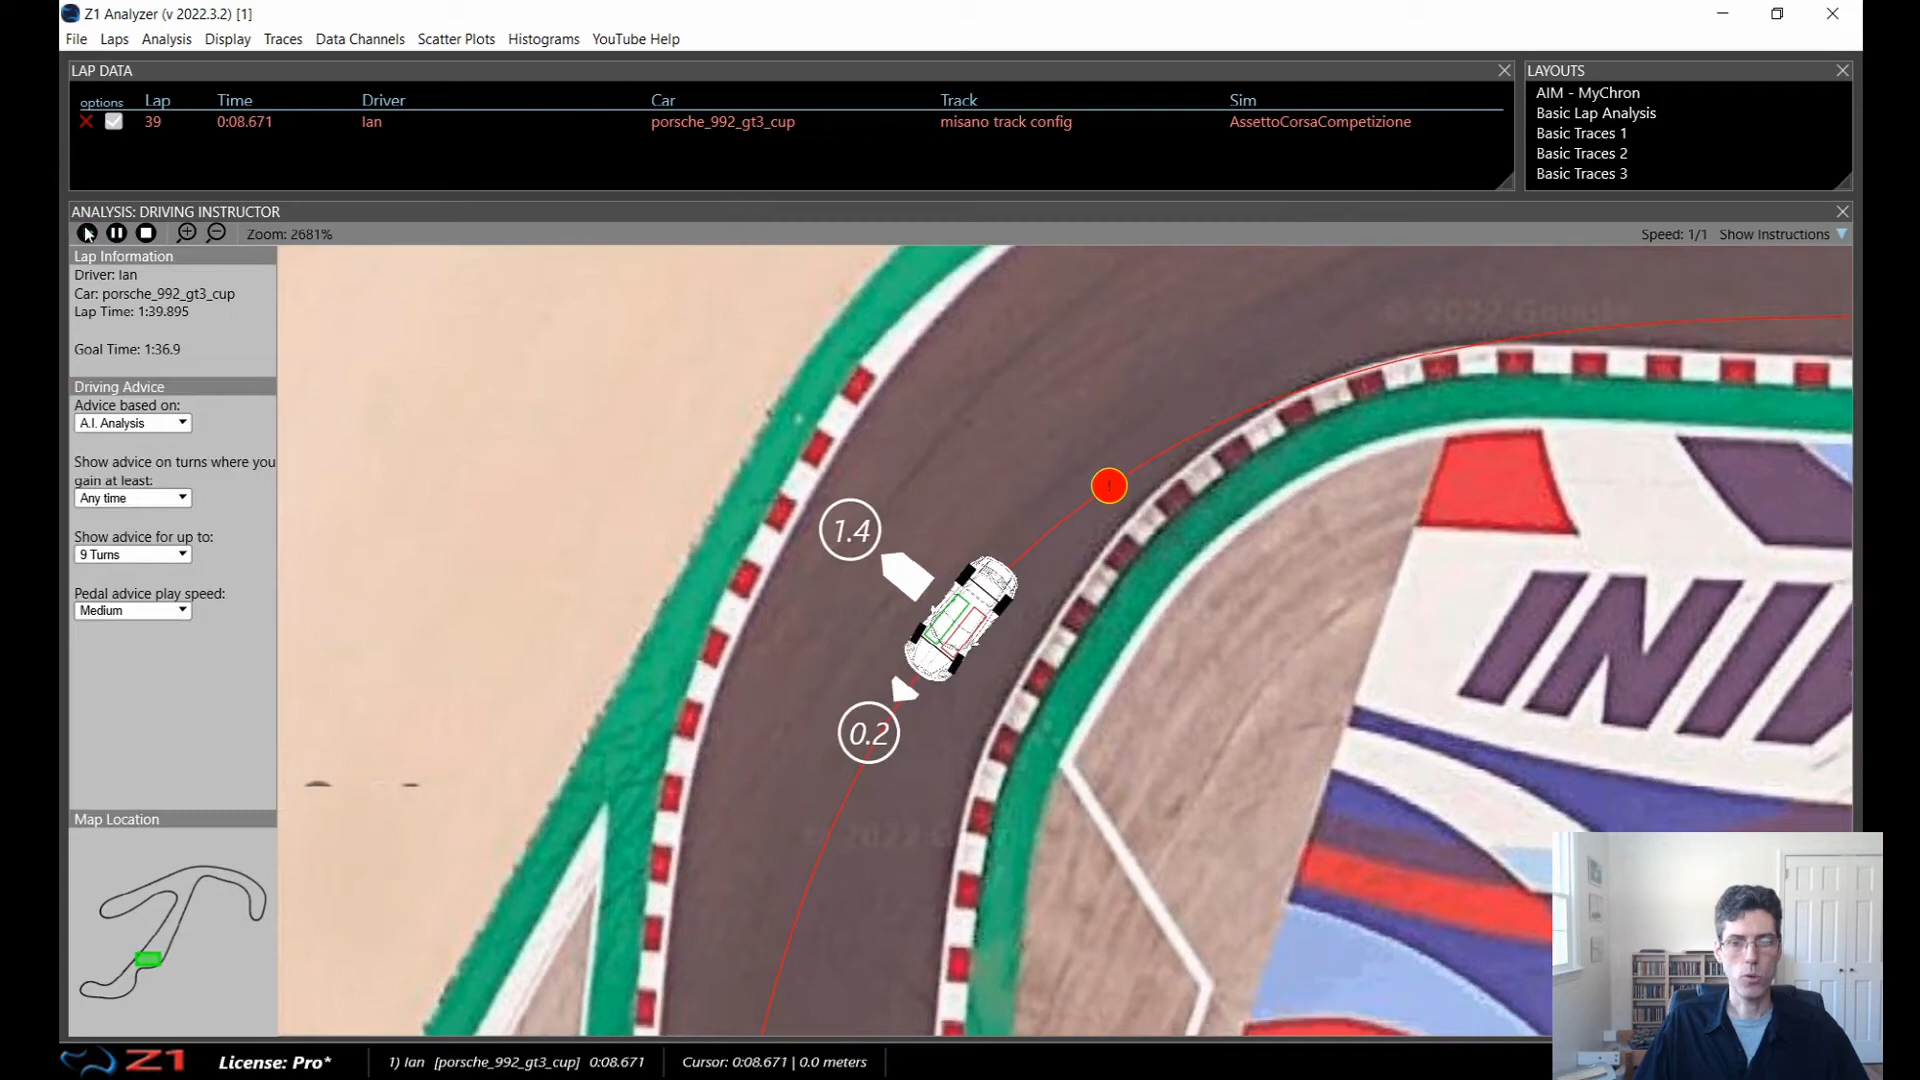 Z1 Analyzer (v 2022.3.2) [1]
File Laps Analysis Display Traces Data Channels Scatter Plots Histograms YouTube Help
LAP DATA
options Lap Time Driver Car Track Sim
39 0:08.671 Ian porsche_992_gt3_cup misano track config AssettoCorsaCompetizione
LAYOUTS
AIM - MyChron
Basic Lap Analysis
Basic Traces 1
Basic Traces 2
Basic Traces 3
ANALYSIS: DRIVING INSTRUCTOR
Zoom: 2681% Speed: 1/1 Show Instructions
Lap Information
Driver: Ian
Car: porsche_992_gt3_cup
Lap Time: 1:39.895
Goal Time: 1:36.9
Driving Advice
Advice based on:
A.I. Analysis
Show advice on turns where you
gain at least:
Any time
Show advice for up to:
9 Turns
Pedal advice play speed:
Medium
Map Location
© 2022 Google
1.4
!
0.2
© 2022
Z1 License: Pro* 1) Ian [porsche_992_gt3_cup] 0:08.671 Cursor: 0:08.671 | 0.0 meters